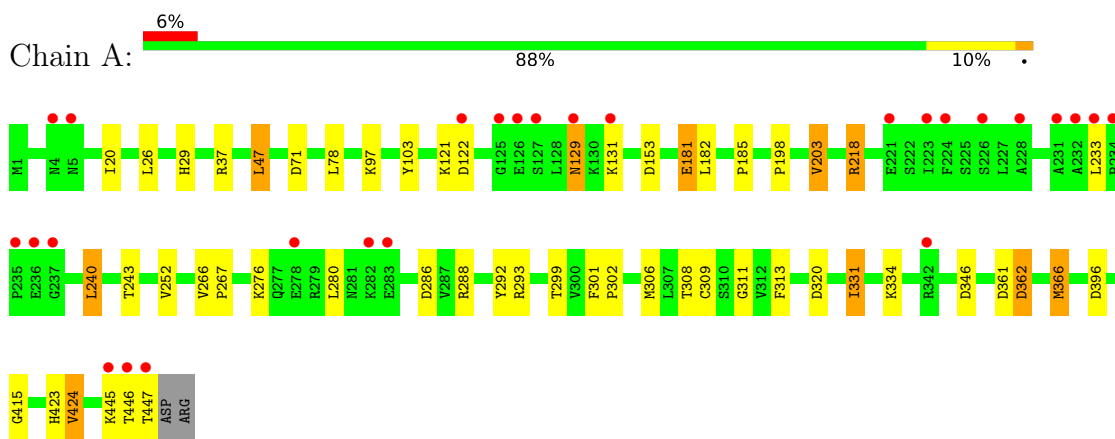 6%
Chain A:
88% 10% •
M1 N4 N5 I20 L26 H29 R37 L47 D71 L78 K97 Y103 K121 D122 G125 E126 S127 L128 N129 K130 K131 D153 E181 L182 P185 P198 V203 R218 E221 S222 I223 F224 S225 S226 L227 A228 A231 A232 L233
P235 E236 G237 L240 T243 V252 V266 P267 K276 Q277 E278 R279 L280 N281 K282 E283 D286 V287 R288 Y292 R293 T299 V300 F301 P302 M306 L307 T308 C309 S310 G311 V312 F313 D320 I331 K334 R342 D346 D361 D362 M366 D396
G415 H423 V424 K445 T446 T447 ASP ARG